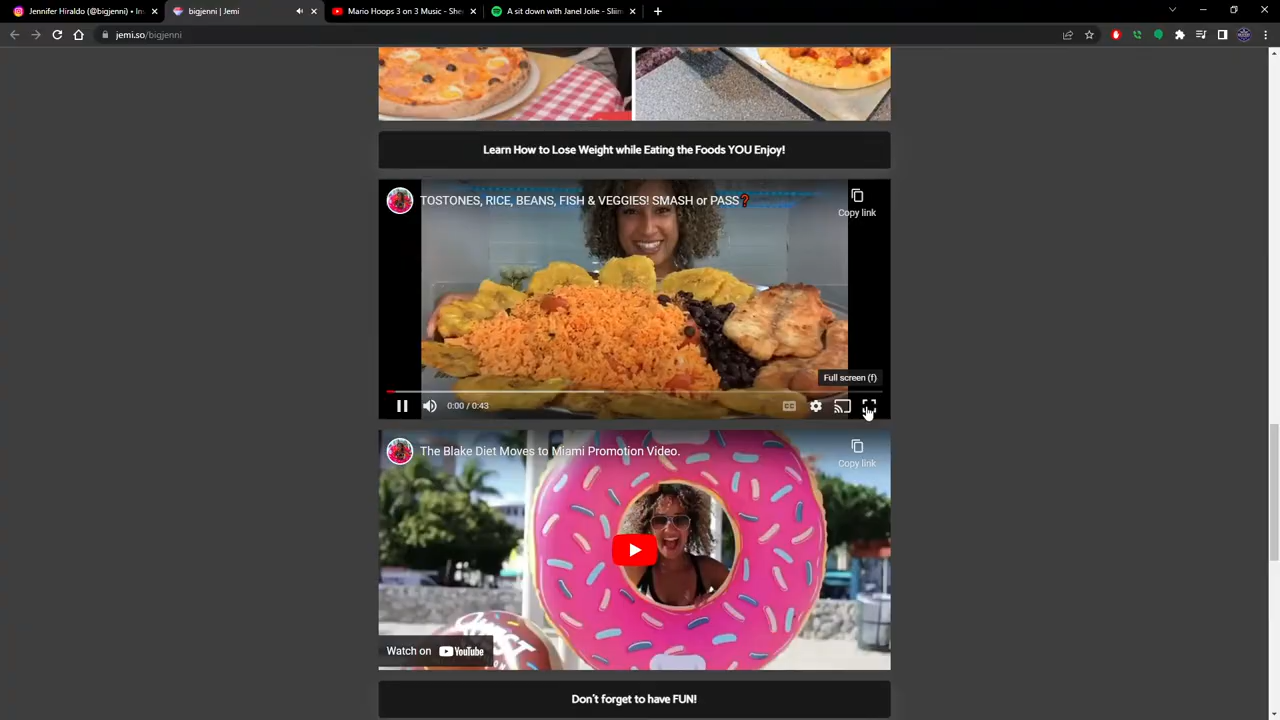 Jennifer Hiraldo (@bigjenni) • In
bigjenni | Jemi
Mario Hoops 3 on 3 Music - She
A sit down with Janel Jolie - Sliim
jemi.so/bigjenni
Learn How to Lose Weight while Eating the Foods YOU Enjoy!
TOSTONES, RICE, BEANS, FISH & VEGGIES! SMASH or PASS❓
Copy link
Full screen (f)
0:00 / 0:43
CC
The Blake Diet Moves to Miami Promotion Video.
Copy link
Watch on YouTube
Don't forget to have FUN!